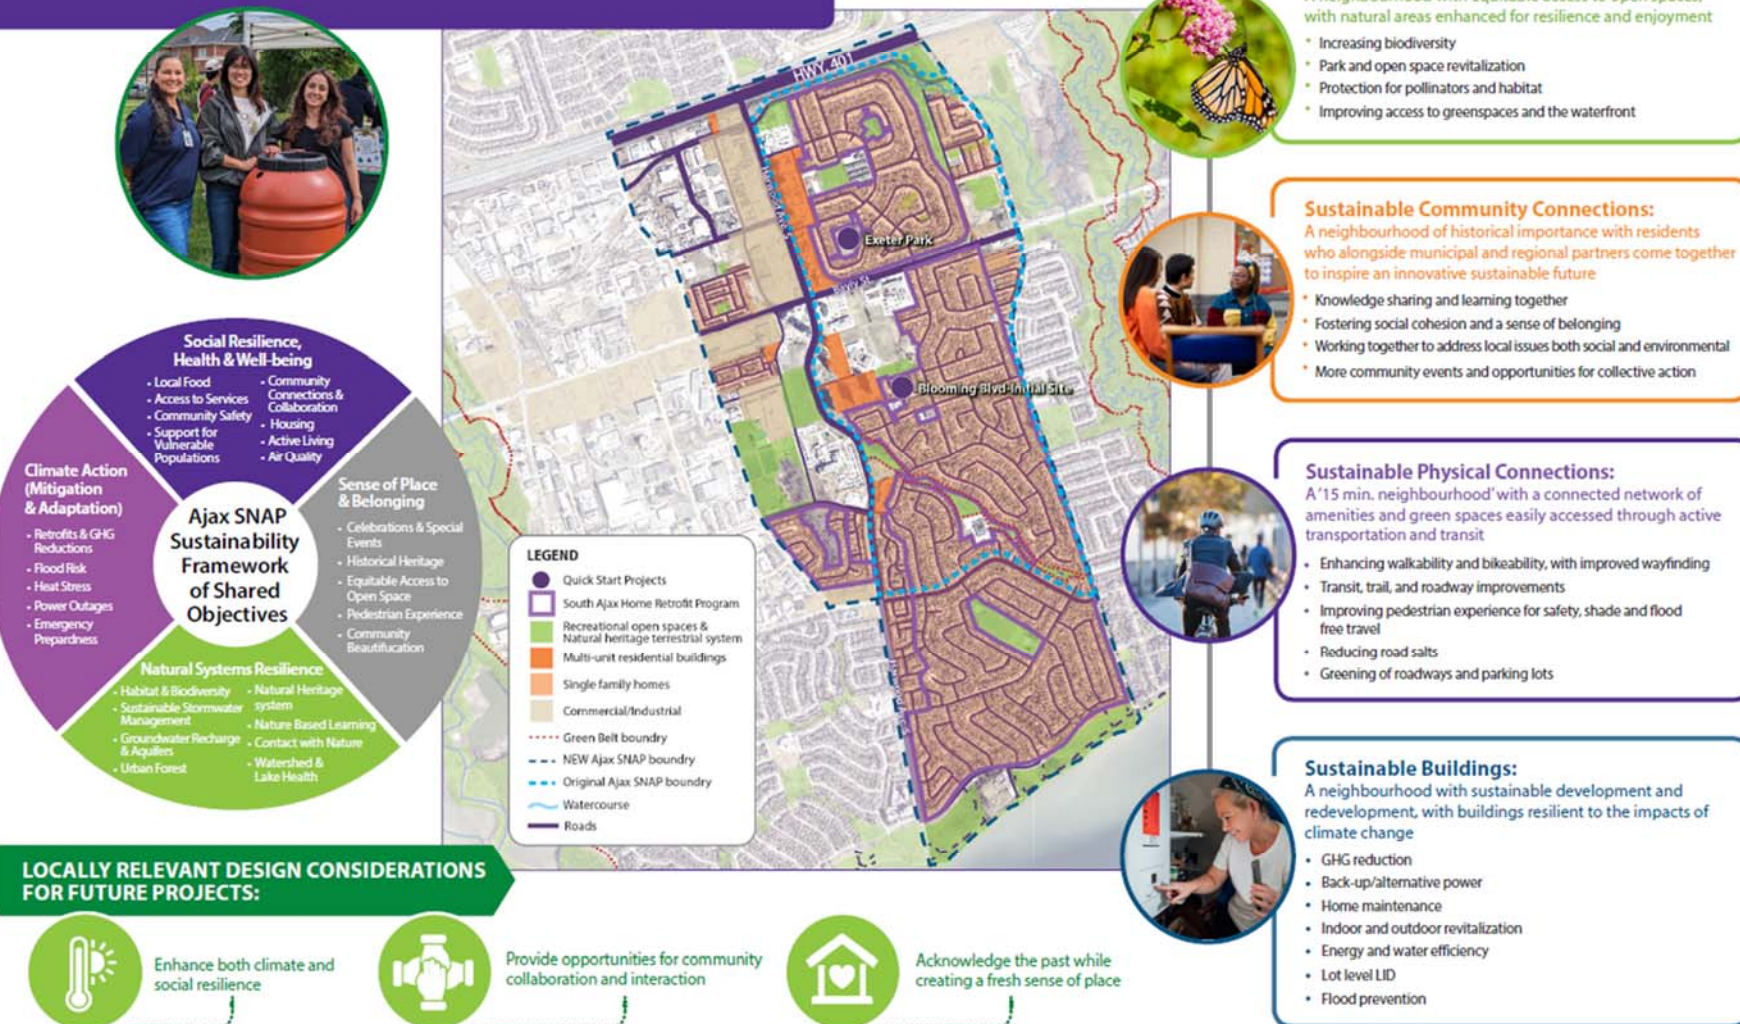 with natural areas enhanced for resilience and enjoyment
• Increasing biodiversity
• Park and open space revitalization
• Protection for pollinators and habitat
• Improving access to greenspaces and the waterfront
Sustainable Community Connections:
A neighbourhood of historical importance with residents
who alongside municipal and regional partners come together
to inspire an innovative sustainable future
• Knowledge sharing and learning together
• Fostering social cohesion and a sense of belonging
• Working together to address local issues both social and environmental
• More community events and opportunities for collective action
Sustainable Physical Connections:
A '15 min. neighbourhood' with a connected network of
amenities and green spaces easily accessed through active
transportation and transit
• Enhancing walkability and bikeability, with improved wayfinding
• Transit, trail, and roadway improvements
• Improving pedestrian experience for safety, shade and flood
free travel
• Reducing road salts
• Greening of roadways and parking lots
Sustainable Buildings:
A neighbourhood with sustainable development and
redevelopment, with buildings resilient to the impacts of
climate change
• GHG reduction
• Back-up/alternative power
• Home maintenance
• Indoor and outdoor revitalization
• Energy and water efficiency
• Lot level LID
• Flood prevention
HWY. 401
Exeter Park
Bayly St.
Blooming Blvd-Initial Site
LEGEND
Quick Start Projects
South Ajax Home Retrofit Program
Recreational open spaces &
Natural heritage terrestrial system
Multi-unit residential buildings
Single family homes
Commercial/Industrial
Green Belt boundry
NEW Ajax SNAP boundry
Original Ajax SNAP boundry
Watercourse
Roads
Social Resilience,
Health & Well-being
• Local Food
• Access to Services
• Community Safety
• Support for
Vulnerable
Populations
• Community
Connections &
Collaboration
• Housing
• Active Living
• Air Quality
Climate Action
(Mitigation
& Adaptation)
• Retrofits & GHG
Reductions
• Flood Risk
• Heat Stress
• Power Outages
• Emergency
Prepardness
Ajax SNAP
Sustainability
Framework
of Shared
Objectives
Sense of Place
& Belonging
• Celebrations & Special
Events
• Historical Heritage
• Equitable Access to
Open Space
• Pedestrian Experience
• Community
Beautifucation
Natural Systems Resilience
• Habitat & Biodiversity
• Sustainable Stormwater
Management
• Groundwater Recharge
& Aquifers
• Urban Forest
• Natural Heritage
system
• Nature Based Learning
• Contact with Nature
• Watershed &
Lake Health
LOCALLY RELEVANT DESIGN CONSIDERATIONS
FOR FUTURE PROJECTS:
Enhance both climate and
social resilience
Provide opportunities for community
collaboration and interaction
Acknowledge the past while
creating a fresh sense of place